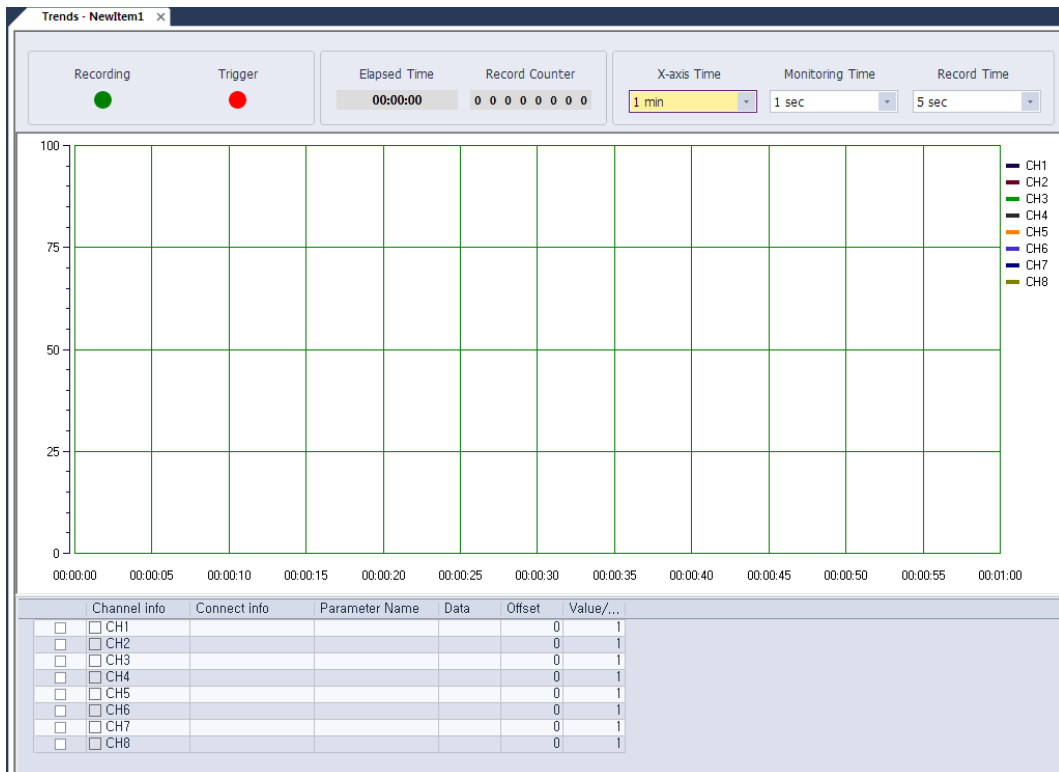 Trends - NewItem1
Recording Trigger Elapsed Time Record Counter X-axis Time Monitoring Time Record Time
00:00:00 0 0 0 0 0 0 0 0 1 min 1 sec 5 sec
100
75
50
25
0
CH1
CH2
CH3
CH4
CH5
CH6
CH7
CH8
00:00:00 00:00:05 00:00:10 00:00:15 00:00:20 00:00:25 00:00:30 00:00:35 00:00:40 00:00:45 00:00:50 00:00:55 00:01:00
Channel info Connect info Parameter Name Data Offset Value/...
CH1 0 1
CH2 0 1
CH3 0 1
CH4 0 1
CH5 0 1
CH6 0 1
CH7 0 1
CH8 0 1